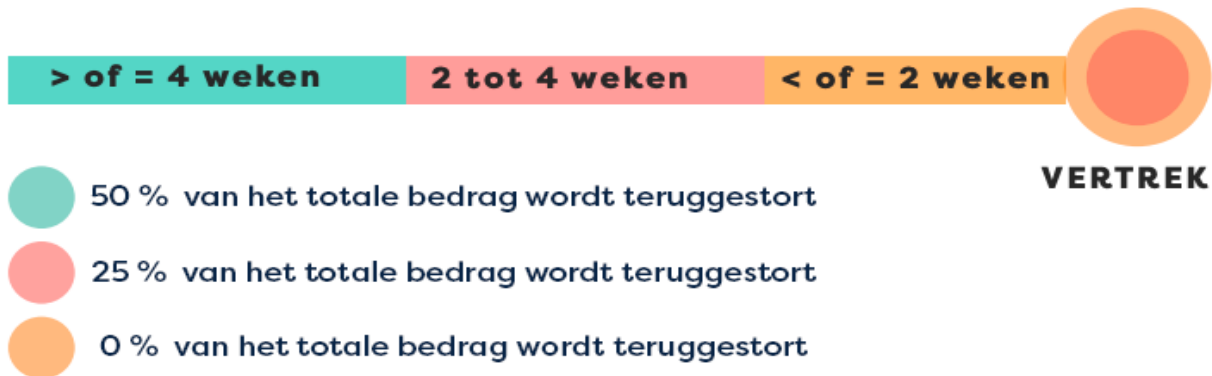 > of = 4 weken 2 tot 4 weken < of = 2 weken
VERTREK
50 % van het totale bedrag wordt teruggestort
25 % van het totale bedrag wordt teruggestort
0 % van het totale bedrag wordt teruggestort